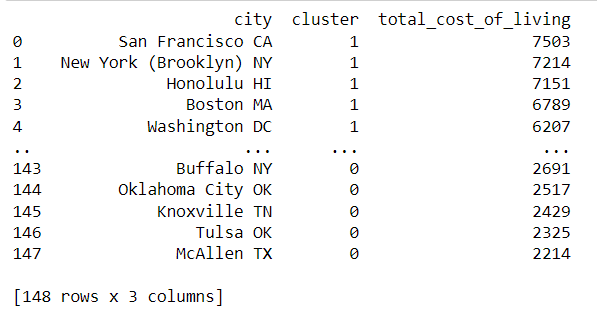 city cluster total_cost_of_living
0 San Francisco CA 1 7503
1 New York (Brooklyn) NY 1 7214
2 Honolulu HI 1 7151
3 Boston MA 1 6789
4 Washington DC 1 6207
.. ... ... ...
143 Buffalo NY 0 2691
144 Oklahoma City OK 0 2517
145 Knoxville TN 0 2429
146 Tulsa OK 0 2325
147 McAllen TX 0 2214
[148 rows x 3 columns]